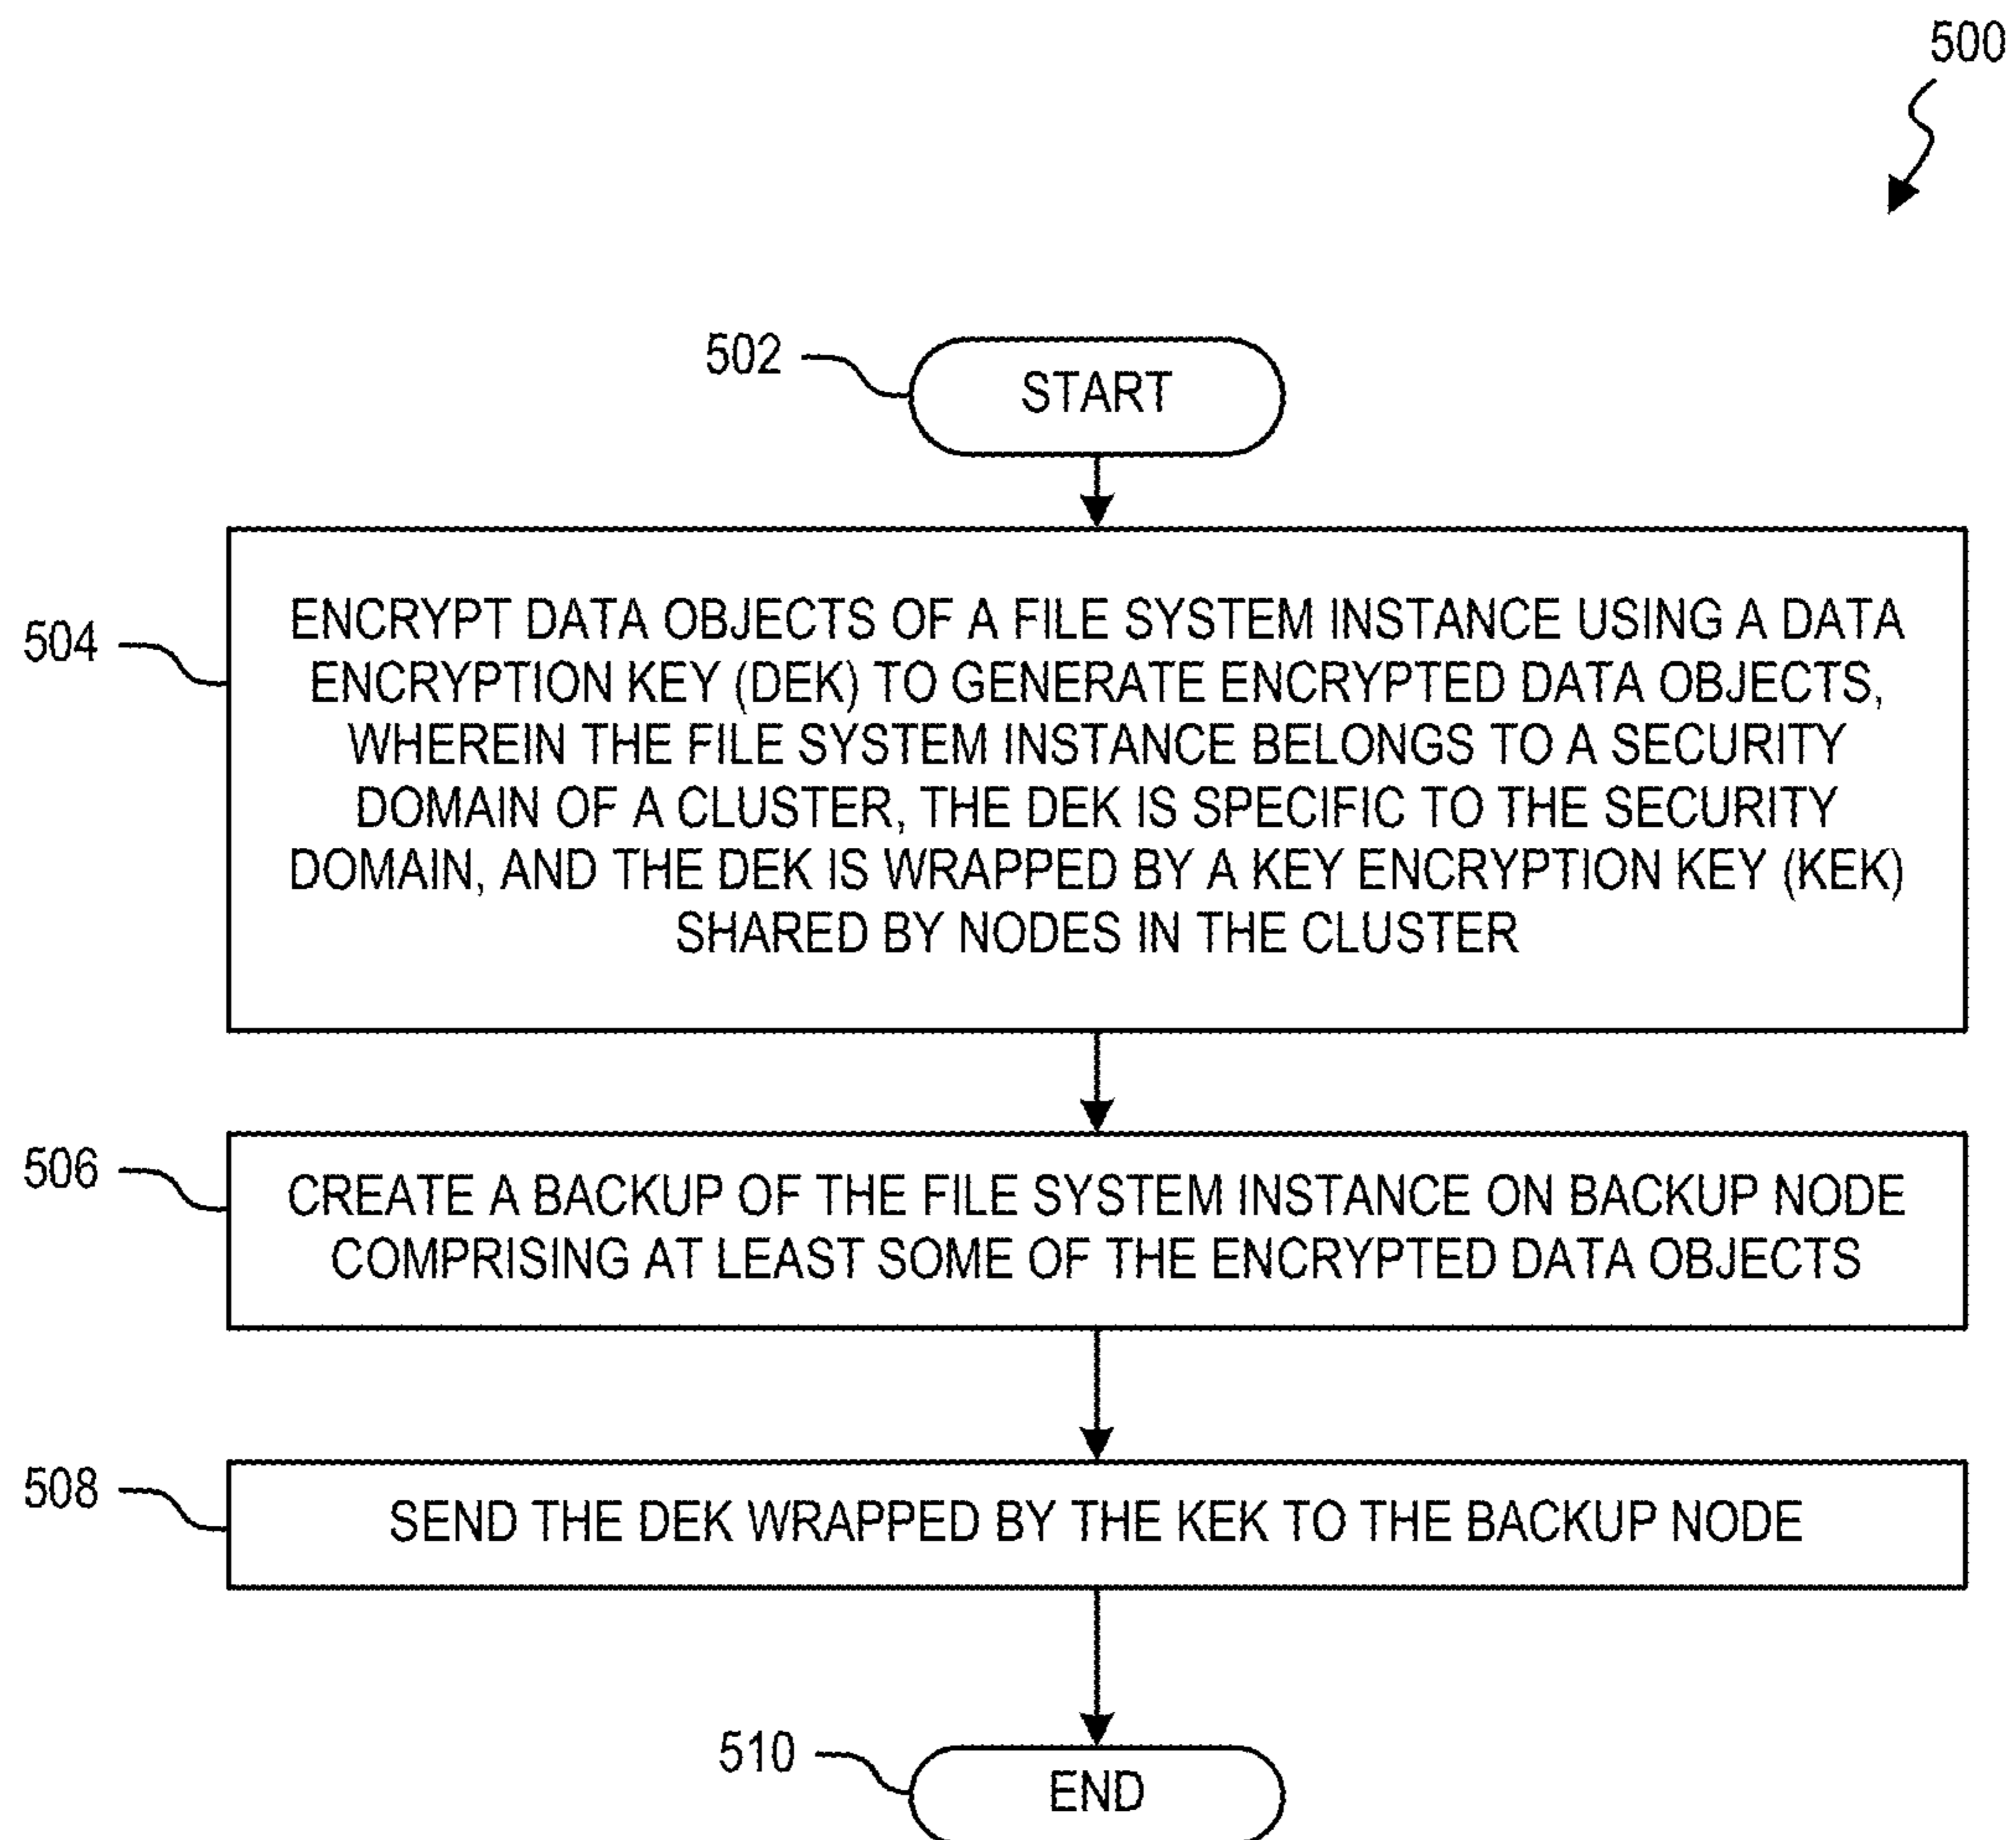 500
502
START
504
ENCRYPT DATA OBJECTS OF A FILE SYSTEM INSTANCE USING A DATA
ENCRYPTION KEY (DEK) TO GENERATE ENCRYPTED DATA OBJECTS,
WHEREIN THE FILE SYSTEM INSTANCE BELONGS TO A SECURITY
DOMAIN OF A CLUSTER, THE DEK IS SPECIFIC TO THE SECURITY
DOMAIN, AND THE DEK IS WRAPPED BY A KEY ENCRYPTION KEY (KEK)
SHARED BY NODES IN THE CLUSTER
506
CREATE A BACKUP OF THE FILE SYSTEM INSTANCE ON BACKUP NODE
COMPRISING AT LEAST SOME OF THE ENCRYPTED DATA OBJECTS
508
SEND THE DEK WRAPPED BY THE KEK TO THE BACKUP NODE
510
END